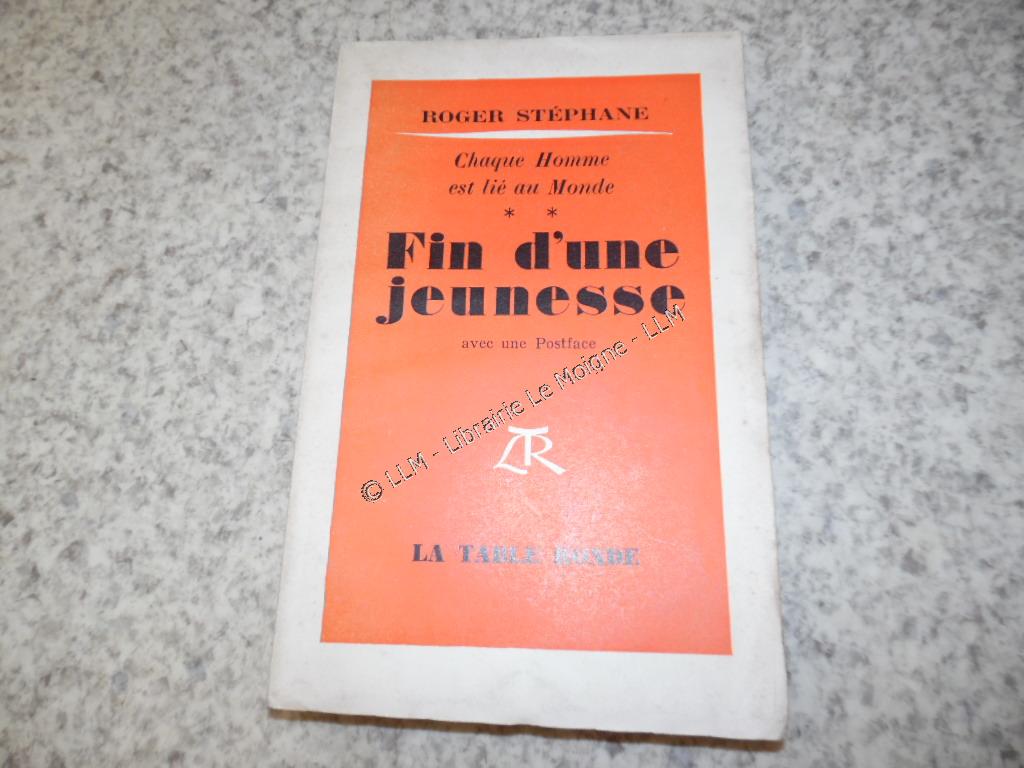 ROGER STÉPHANE
Chaque Homme
est lié au Monde
* *
Fin d'une
jeunesse
avec une Postface
LTR
LA TABLE RONDE
© LLM - Librairie Le Moigne - LLM